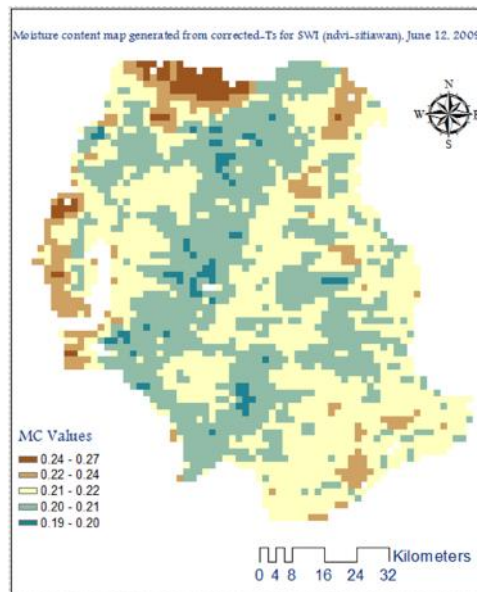 Moisture content map generated from corrected-Ts for SWI (ndvi-sitiawan), June 12, 2009
N
W E
S
MC Values
0.24 - 0.27
0.22 - 0.24
0.21 - 0.22
0.20 - 0.21
0.19 - 0.20
Kilometers
0 4 8 16 24 32